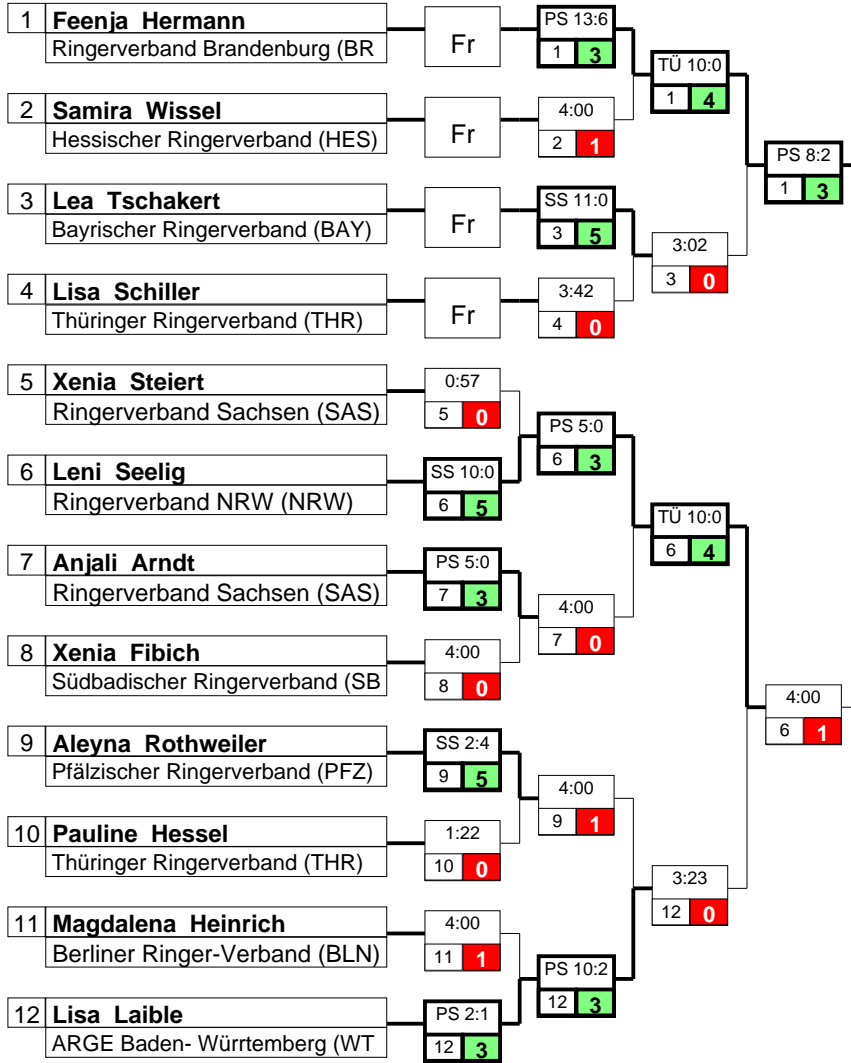 1 Feenja Hermann
Ringerverband Brandenburg (BR
Fr
PS 13:6
1 3
TÜ 10:0
1 4
2 Samira Wissel
Hessischer Ringerverband (HES)
Fr
4:00
2 1
PS 8:2
1 3
3 Lea Tschakert
Bayrischer Ringerverband (BAY)
Fr
SS 11:0
3 5
3:02
3 0
4 Lisa Schiller
Thüringer Ringerverband (THR)
Fr
3:42
4 0
5 Xenia Steiert
Ringerverband Sachsen (SAS)
0:57
5 0
PS 5:0
6 3
6 Leni Seelig
Ringerverband NRW (NRW)
SS 10:0
6 5
TÜ 10:0
6 4
7 Anjali Arndt
Ringerverband Sachsen (SAS)
PS 5:0
7 3
4:00
7 0
8 Xenia Fibich
Südbadischer Ringerverband (SB
4:00
8 0
4:00
6 1
9 Aleyna Rothweiler
Pfälzischer Ringerverband (PFZ)
SS 2:4
9 5
4:00
9 1
10 Pauline Hessel
Thüringer Ringerverband (THR)
1:22
10 0
3:23
12 0
11 Magdalena Heinrich
Berliner Ringer-Verband (BLN)
4:00
11 1
PS 10:2
12 3
12 Lisa Laible
ARGE Baden- Würrtemberg (WT
PS 2:1
12 3